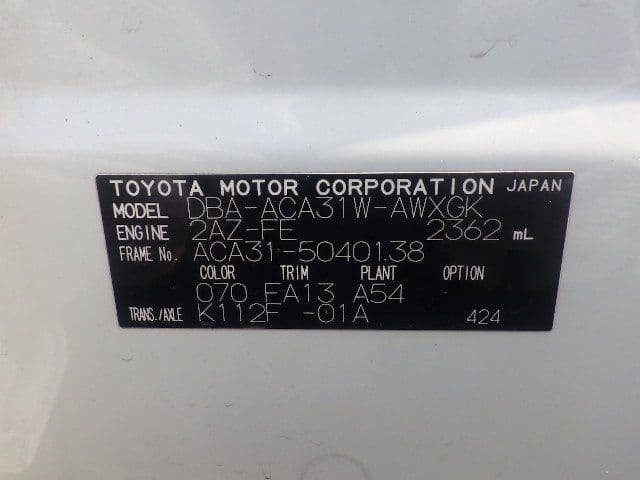 TOYOTA MOTOR CORPORATION JAPAN
MODEL DBA-ACA31W-AWXGK
ENGINE 2AZ-FE 2362 mL
FRAME No. ACA31-5040138
COLOR TRIM PLANT OPTION
070 FA13 A54
TRANS./AXLE K112F -01A 424